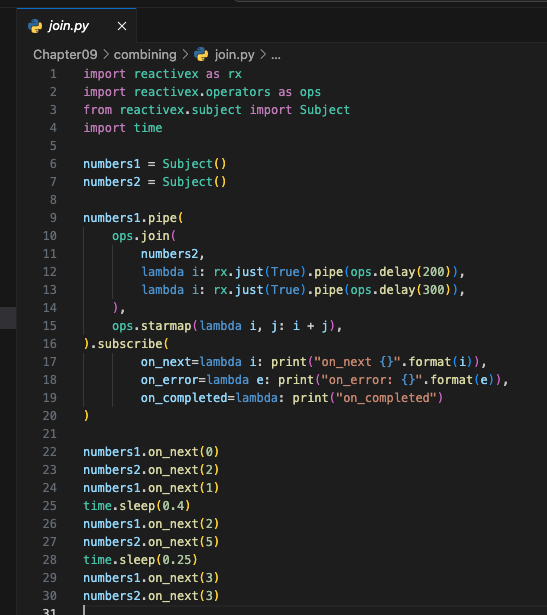 join.py ×
Chapter09 > combining > join.py > ...
1 import reactivex as rx
2 import reactivex.operators as ops
3 from reactivex.subject import Subject
4 import time
5
6 numbers1 = Subject()
7 numbers2 = Subject()
8
9 numbers1.pipe(
10     ops.join(
11         numbers2,
12         lambda i: rx.just(True).pipe(ops.delay(200)),
13         lambda i: rx.just(True).pipe(ops.delay(300)),
14     ),
15     ops.starmap(lambda i, j: i + j),
16 ).subscribe(
17         on_next=lambda i: print("on_next {}".format(i)),
18         on_error=lambda e: print("on_error: {}".format(e)),
19         on_completed=lambda: print("on_completed")
20 )
21
22 numbers1.on_next(0)
23 numbers2.on_next(2)
24 numbers1.on_next(1)
25 time.sleep(0.4)
26 numbers1.on_next(2)
27 numbers2.on_next(5)
28 time.sleep(0.25)
29 numbers1.on_next(3)
30 numbers2.on_next(3)
31